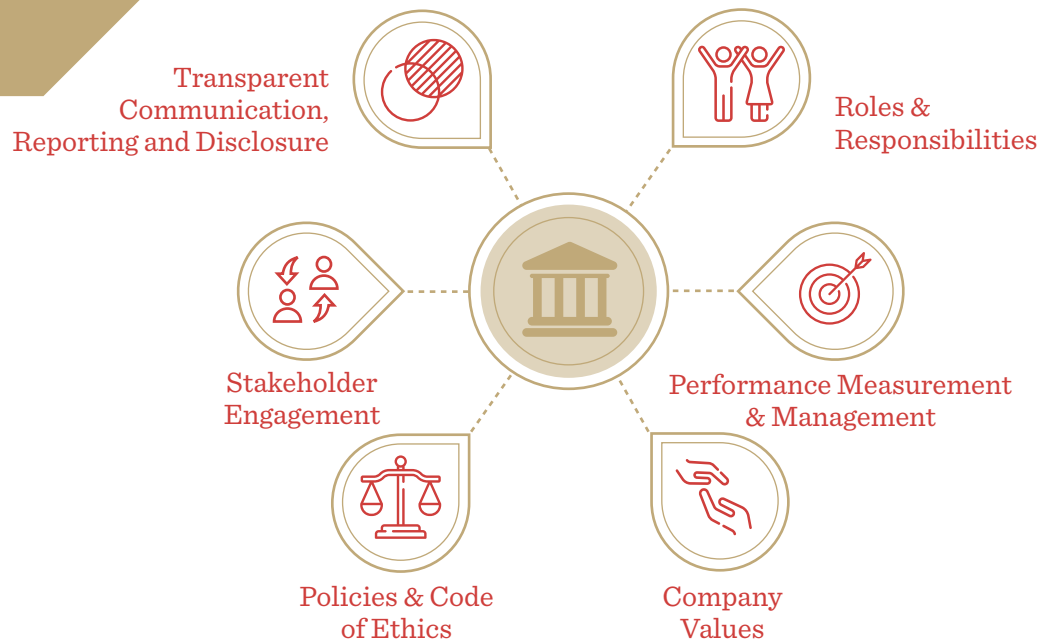 Transparent
Communication,
Reporting and Disclosure
Roles &
Responsibilities
Stakeholder
Engagement
Performance Measurement
& Management
Policies & Code
of Ethics
Company
Values